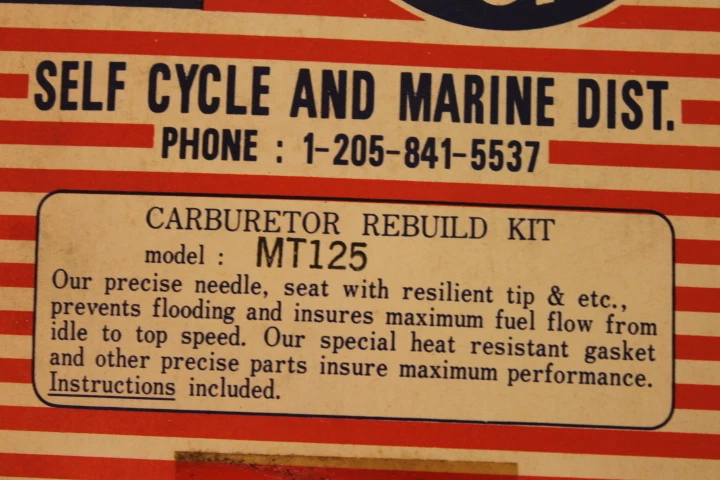 SELF CYCLE AND MARINE DIST.
PHONE : 1-205-841-5537
CARBURETOR REBUILD KIT
model : MT125
Our precise needle, seat with resilient tip & etc.,
prevents flooding and insures maximum fuel flow from
idle to top speed. Our special heat resistant gasket
and other precise parts insure maximum performance.
Instructions included.